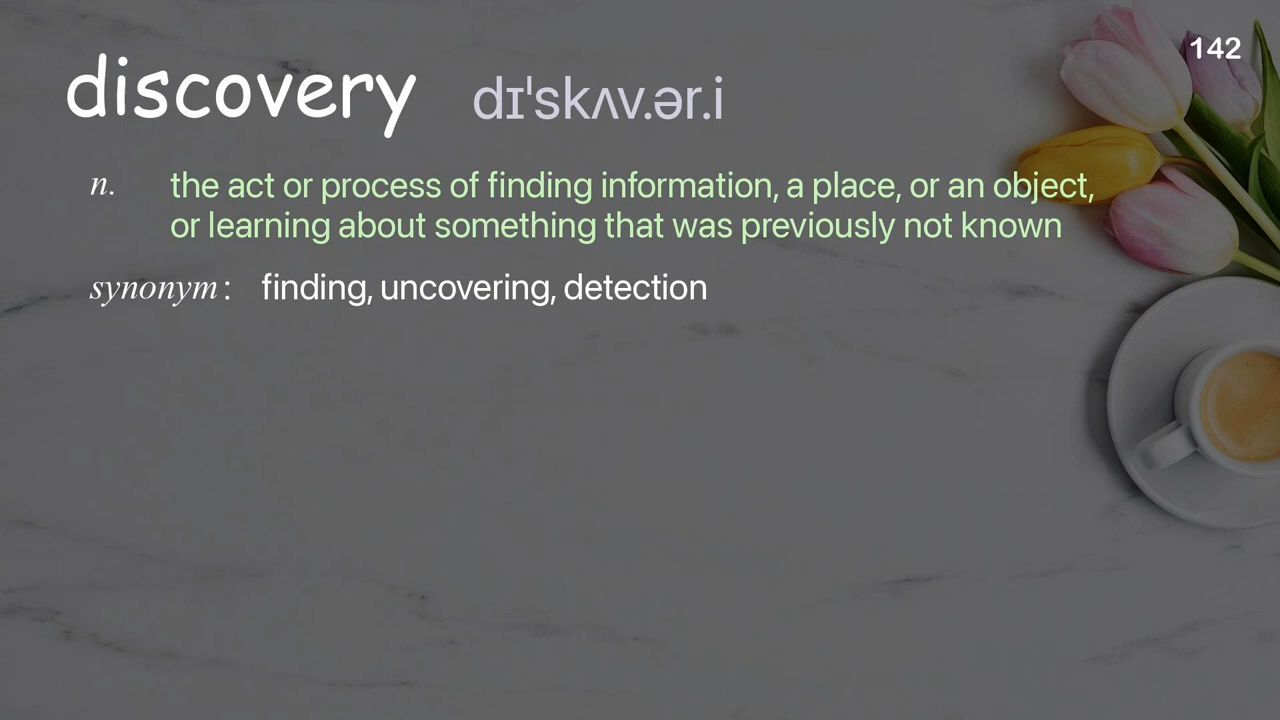 142
discovery dɪˈskʌv.ər.i
n. the act or process of finding information, a place, or an object,
or learning about something that was previously not known
synonym: finding, uncovering, detection